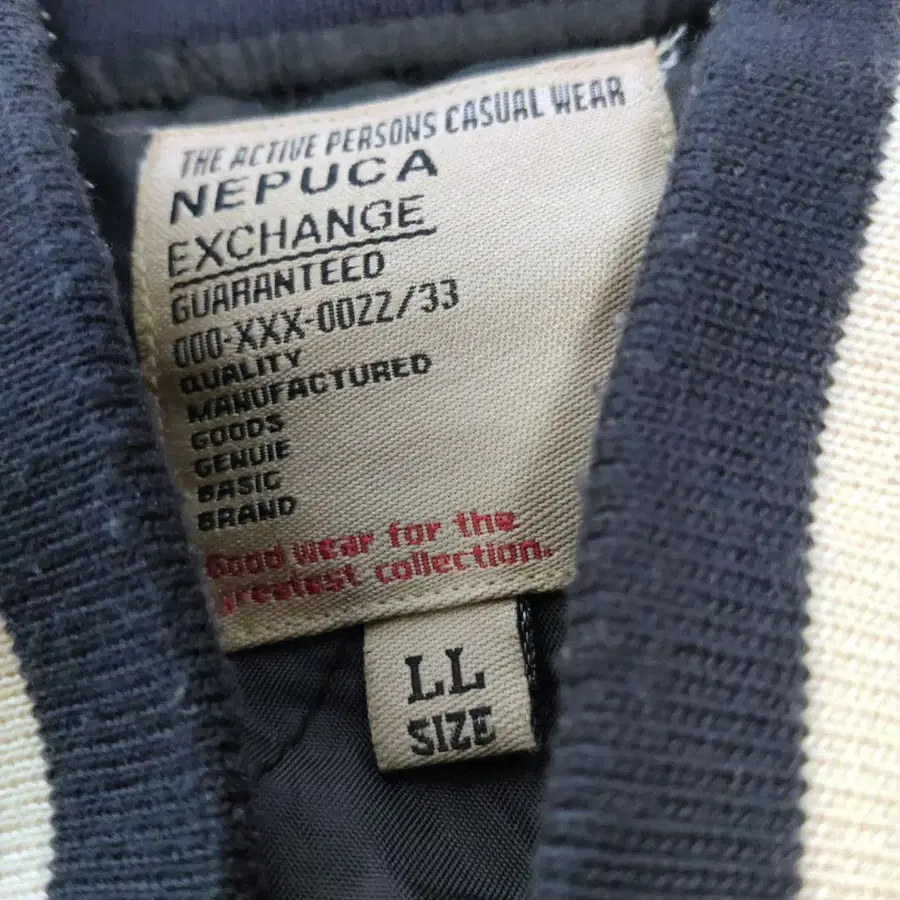 THE ACTIVE PERSONS CASUAL WEAR
NEPUCA
EXCHANGE
GUARANTEED
000-XXX-0022/33
QUALITY
MANUFACTURED
GOODS
GENUIE
BASIC
BRAND
Good wear for the
greatest collection.
LL
SIZE